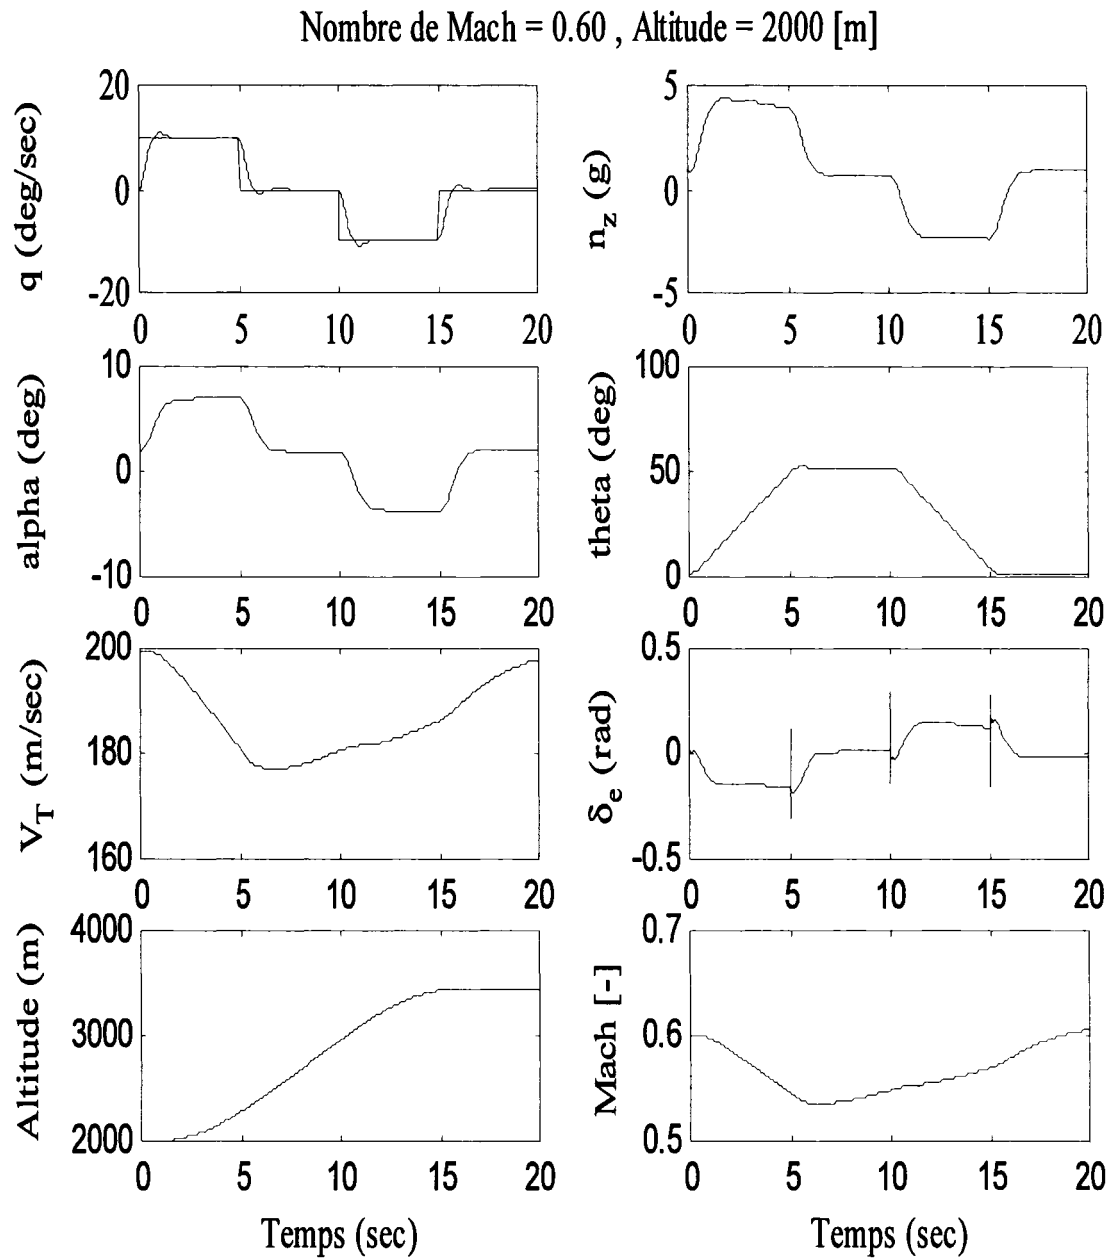 Nombre de Mach = 0.60 , Altitude = 2000 [m]
q (deg/sec)
20
0
-20
0 5 10 15 20
n_z (g)
5
0
-5
0 5 10 15 20
alpha (deg)
10
0
-10
0 5 10 15 20
theta (deg)
100
50
0
0 5 10 15 20
V_T (m/sec)
200
180
160
0 5 10 15 20
δ_e (rad)
0.5
0
-0.5
0 5 10 15 20
Altitude (m)
4000
3000
2000
0 5 10 15 20
Temps (sec)
Mach [-]
0.7
0.6
0.5
0 5 10 15 20
Temps (sec)